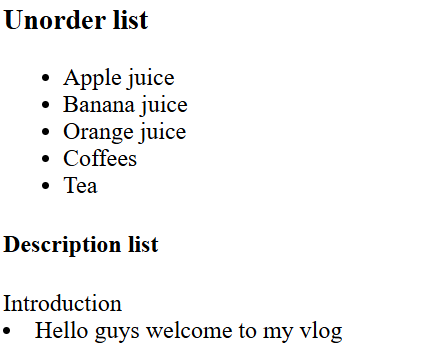 Unorder list
• Apple juice
• Banana juice
• Orange juice
• Coffees
• Tea
Description list
Introduction
• Hello guys welcome to my vlog